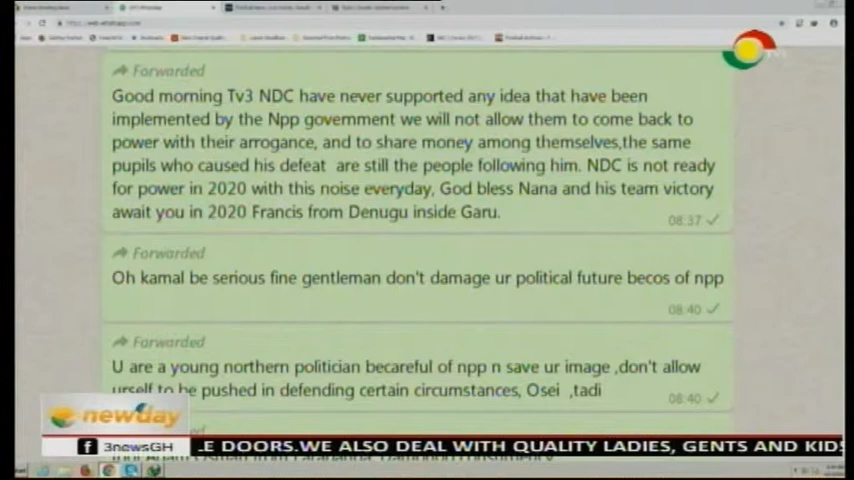 Forwarded
Good morning Tv3 NDC have never supported any idea that have been
implemented by the Npp government we will not allow them to come back to
power with their arrogance, and to share money among themselves,the same
pupils who caused his defeat are still the people following him. NDC is not ready
for power in 2020 with this noise everyday, God bless Nana and his team victory
await you in 2020 Francis from Denugu inside Garu.
08:37
Forwarded
Oh kamal be serious fine gentleman don't damage ur political future becos of npp
08:40
Forwarded
U are a young northern politician becareful of npp n save ur image ,don't allow
urself to be pushed in defending certain circumstances, Osei ,tadi
08:40
newday
3newsGH
.E DOORS.WE ALSO DEAL WITH QUALITY LADIES, GENTS AND KIDS